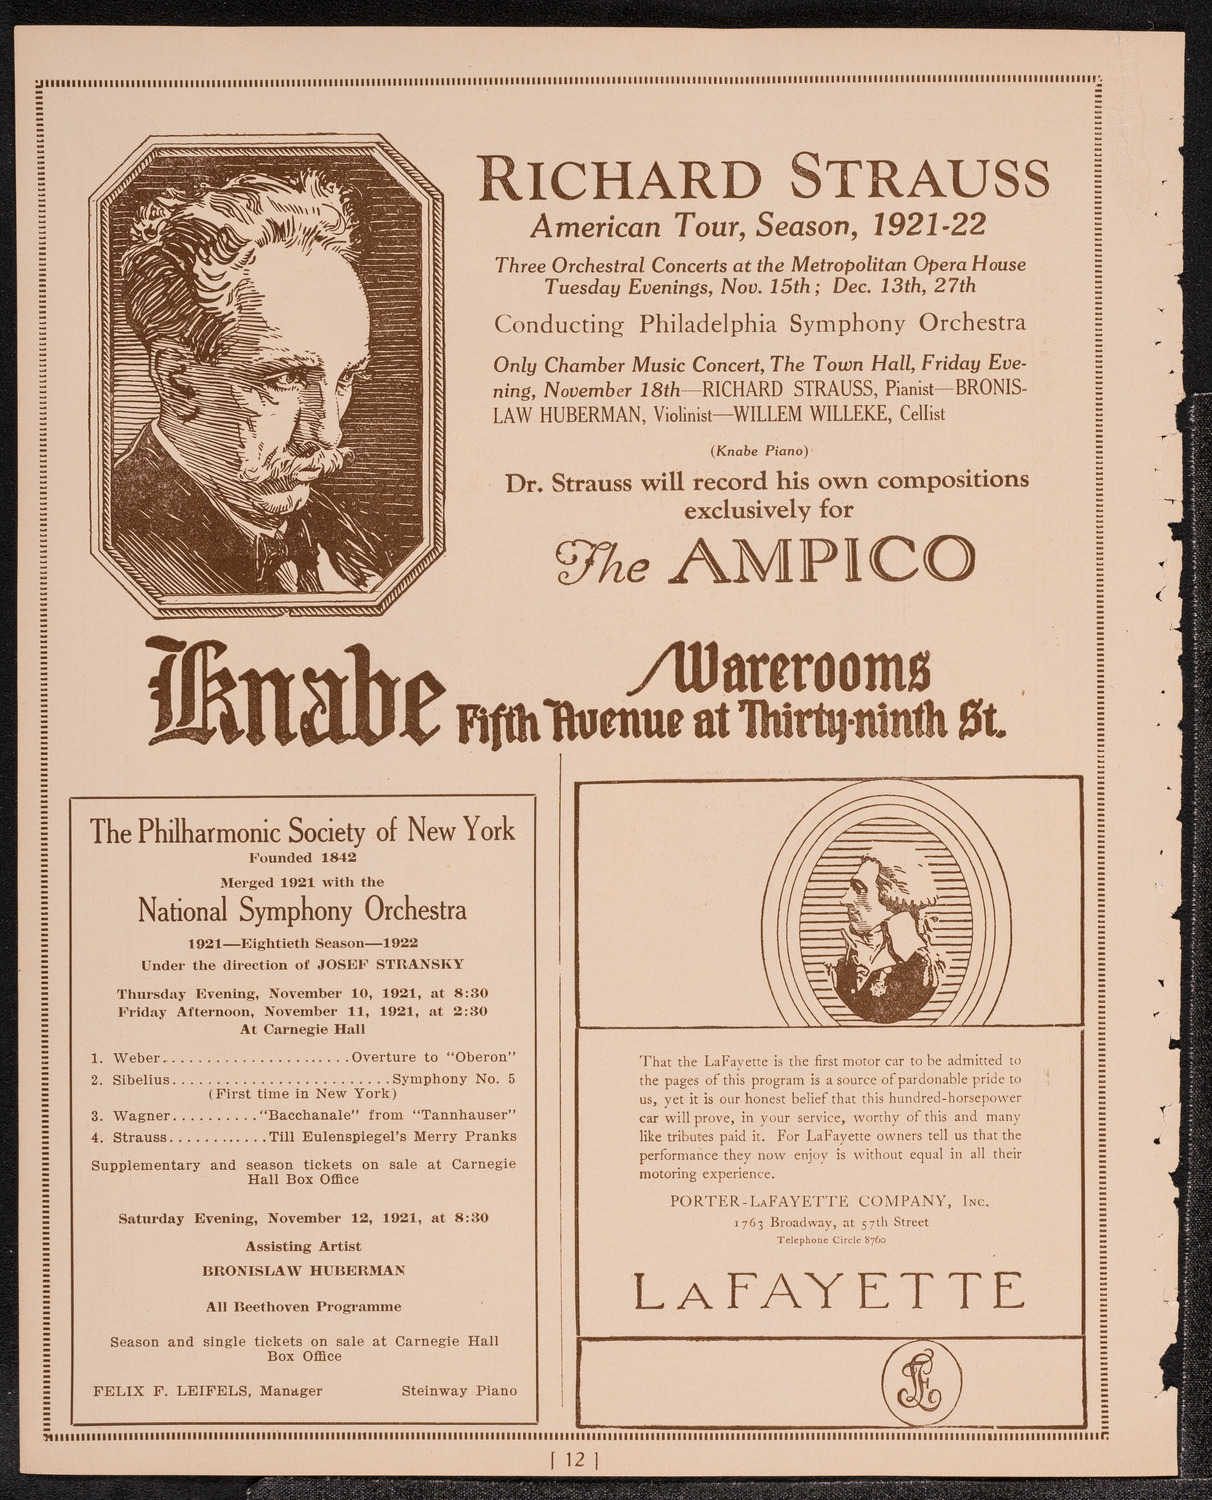 RICHARD STRAUSS
American Tour, Season, 1921-22
Three Orchestral Concerts at the Metropolitan Opera House
Tuesday Evenings, Nov. 15th; Dec. 13th, 27th
Conducting Philadelphia Symphony Orchestra
Only Chamber Music Concert, The Town Hall, Friday Eve-
ning, November 18th—RICHARD STRAUSS, Pianist—BRONIS-
LAW HUBERMAN, Violinist—WILLEM WILLEKE, Cellist
(Knabe Piano)
Dr. Strauss will record his own compositions
exclusively for
The AMPICO
Knabe Warerooms
Fifth Avenue at Thirty-ninth St.
The Philharmonic Society of New York
Founded 1842
Merged 1921 with the
National Symphony Orchestra
1921—Eightieth Season—1922
Under the direction of JOSEF STRANSKY
Thursday Evening, November 10, 1921, at 8:30
Friday Afternoon, November 11, 1921, at 2:30
At Carnegie Hall
1. Weber......................Overture to "Oberon"
2. Sibelius.........................Symphony No. 5
(First time in New York)
3. Wagner..........."Bacchanale" from "Tannhauser"
4. Strauss............Till Eulenspiegel's Merry Pranks
Supplementary and season tickets on sale at Carnegie
Hall Box Office
Saturday Evening, November 12, 1921, at 8:30
Assisting Artist
BRONISLAW HUBERMAN
All Beethoven Programme
Season and single tickets on sale at Carnegie Hall
Box Office
FELIX F. LEIFELS, Manager Steinway Piano
That the LaFayette is the first motor car to be admitted to
the pages of this program is a source of pardonable pride to
us, yet it is our honest belief that this hundred-horsepower
car will prove, in your service, worthy of this and many
like tributes paid it. For LaFayette owners tell us that the
performance they now enjoy is without equal in all their
motoring experience.
PORTER-LAFAYETTE COMPANY, INC.
1763 Broadway, at 57th Street
Telephone Circle 8760
LAFAYETTE
[ 12 ]